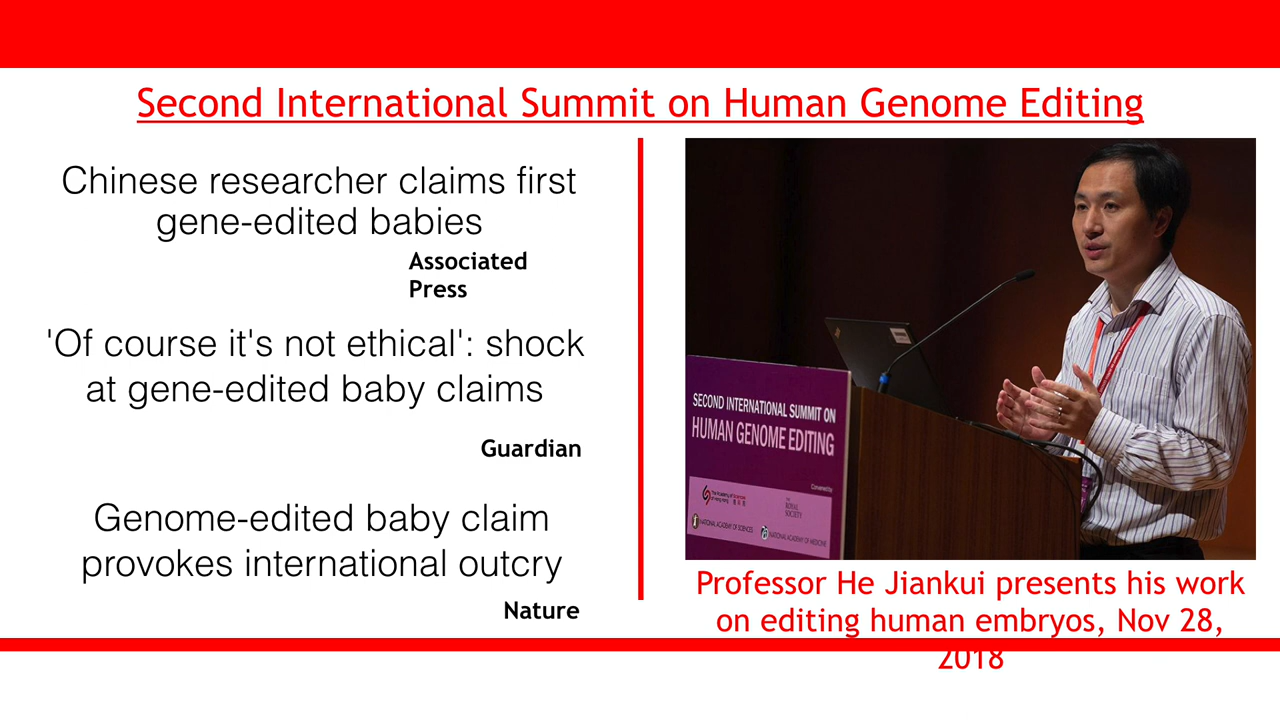 Second International Summit on Human Genome Editing
Chinese researcher claims first
gene-edited babies
Associated
Press
'Of course it's not ethical': shock
at gene-edited baby claims
Guardian
Genome-edited baby claim
provokes international outcry
Nature
SECOND INTERNATIONAL SUMMIT ON
HUMAN GENOME EDITING
Convened by
THE ROYAL
SOCIETY
NATIONAL ACADEMY OF SCIENCES
NATIONAL ACADEMY OF MEDICINE
Professor He Jiankui presents his work
on editing human embryos, Nov 28,
2018